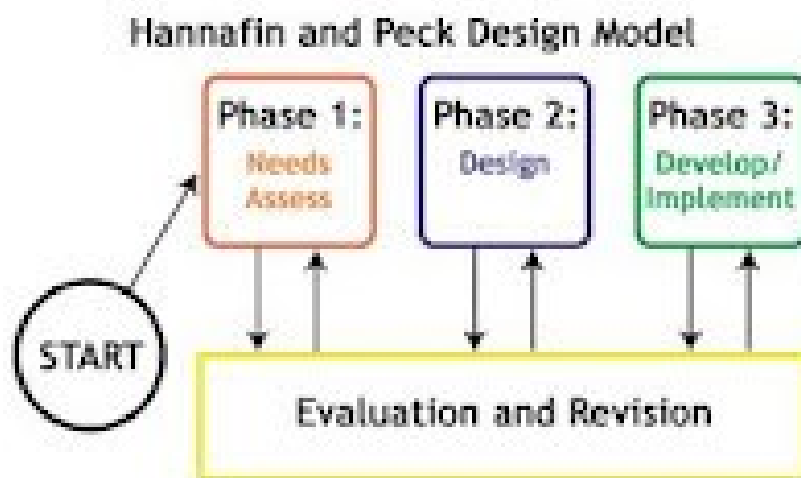 Hannafin and Peck Design Model
Phase 1:
Needs
Assess
Phase 2:
Design
Phase 3:
Develop/
Implement
START
Evaluation and Revision